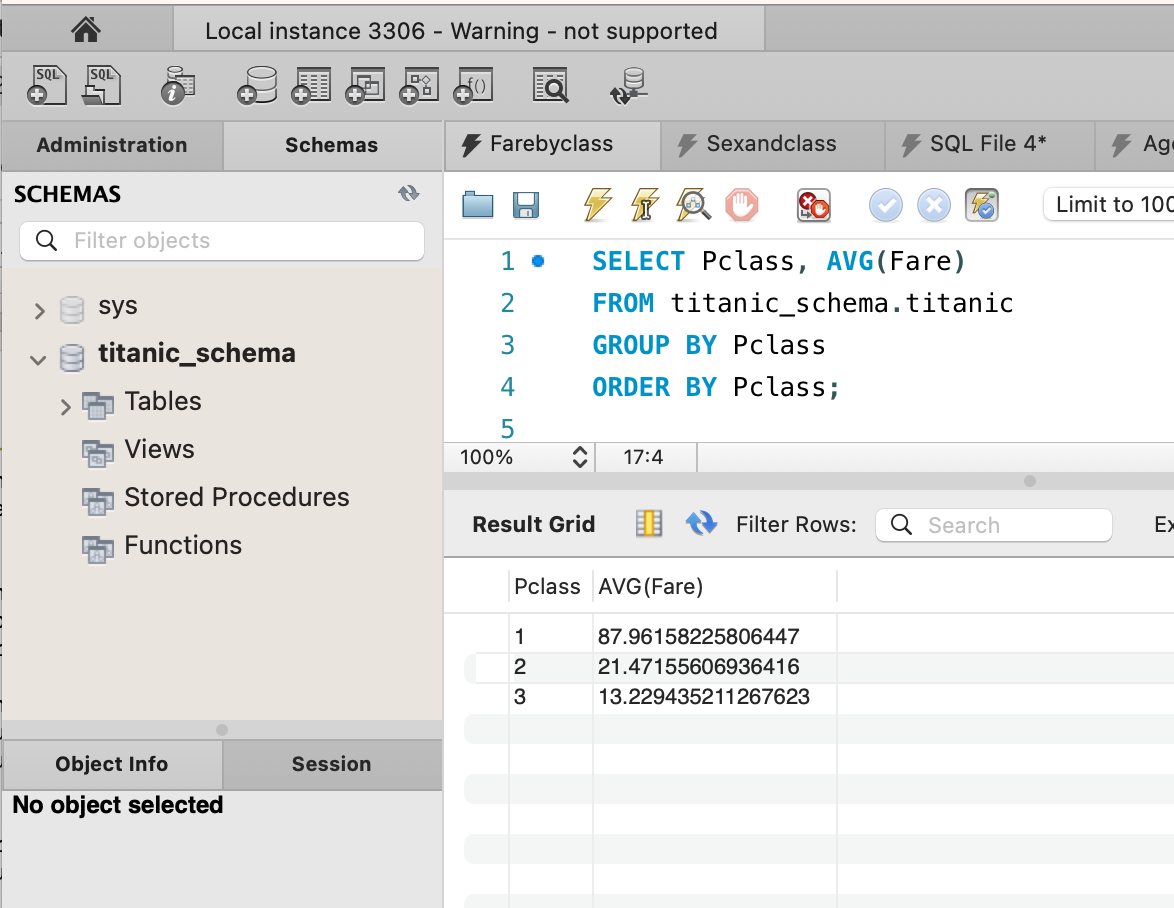 Local instance 3306 - Warning - not supported
SQL SQL i f()
Administration Schemas Farebyclass Sexandclass SQL File 4*
SCHEMAS
Filter objects
Limit to
sys
titanic_schema
Tables
Views
Stored Procedures
Functions
1 SELECT Pclass, AVG(Fare)
2 FROM titanic_schema.titanic
3 GROUP BY Pclass
4 ORDER BY Pclass;
5
100% 17:4
Result Grid Filter Rows: Search
Pclass AVG(Fare)
1 87.96158225806447
2 21.47155606936416
3 13.229435211267623
Object Info Session
No object selected